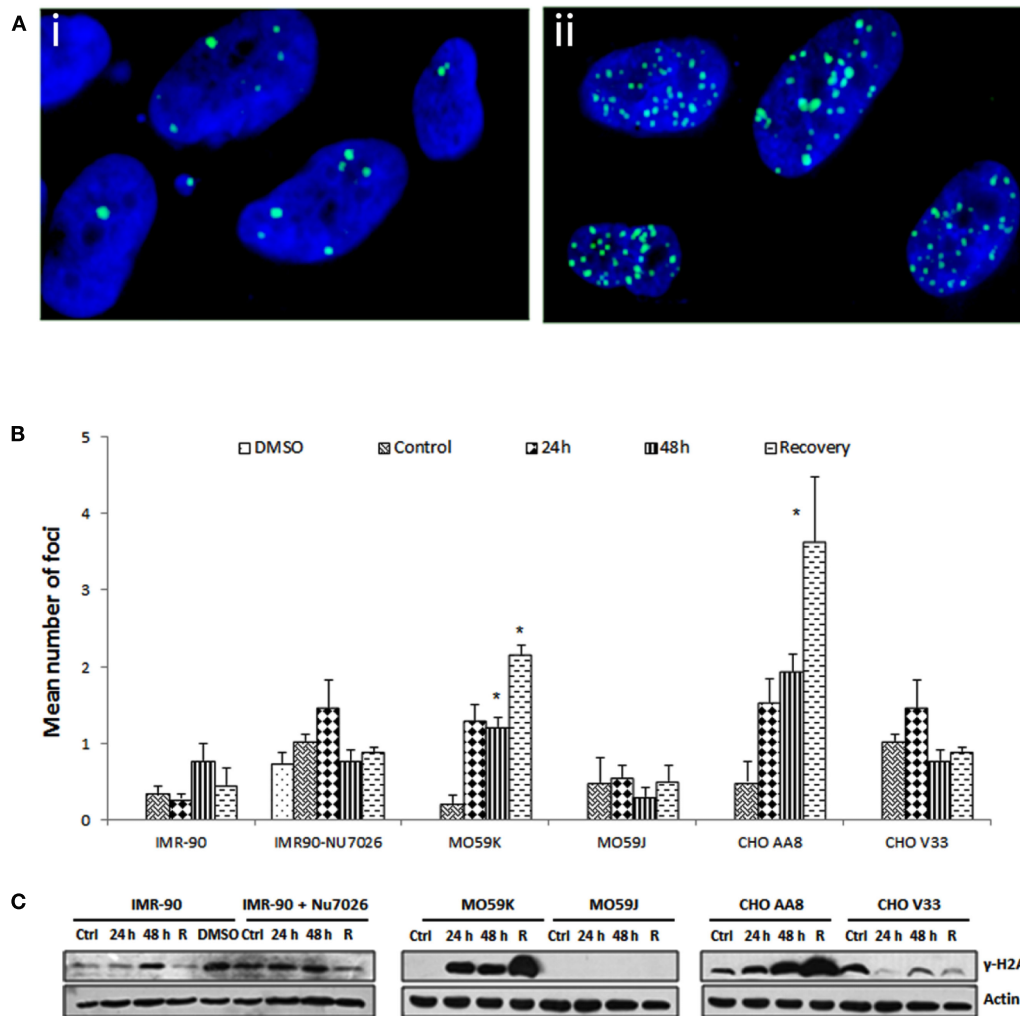 A
i
ii
B
DMSO Control 24h 48h Recovery
Mean number of foci
5
4
3
2
1
0
* * *
IMR-90 IMR90-NU7026 MO59K MO59J CHO AA8 CHO V33
C
IMR-90 IMR-90 + Nu7026 MO59K MO59J CHO AA8 CHO V33
Ctrl 24 h 48 h R DMSO Ctrl 24 h 48 h R Ctrl 24 h 48 h R Ctrl 24 h 48 h R Ctrl 24 h 48 h R Ctrl 24 h 48 h R
γ-H2A
Actin